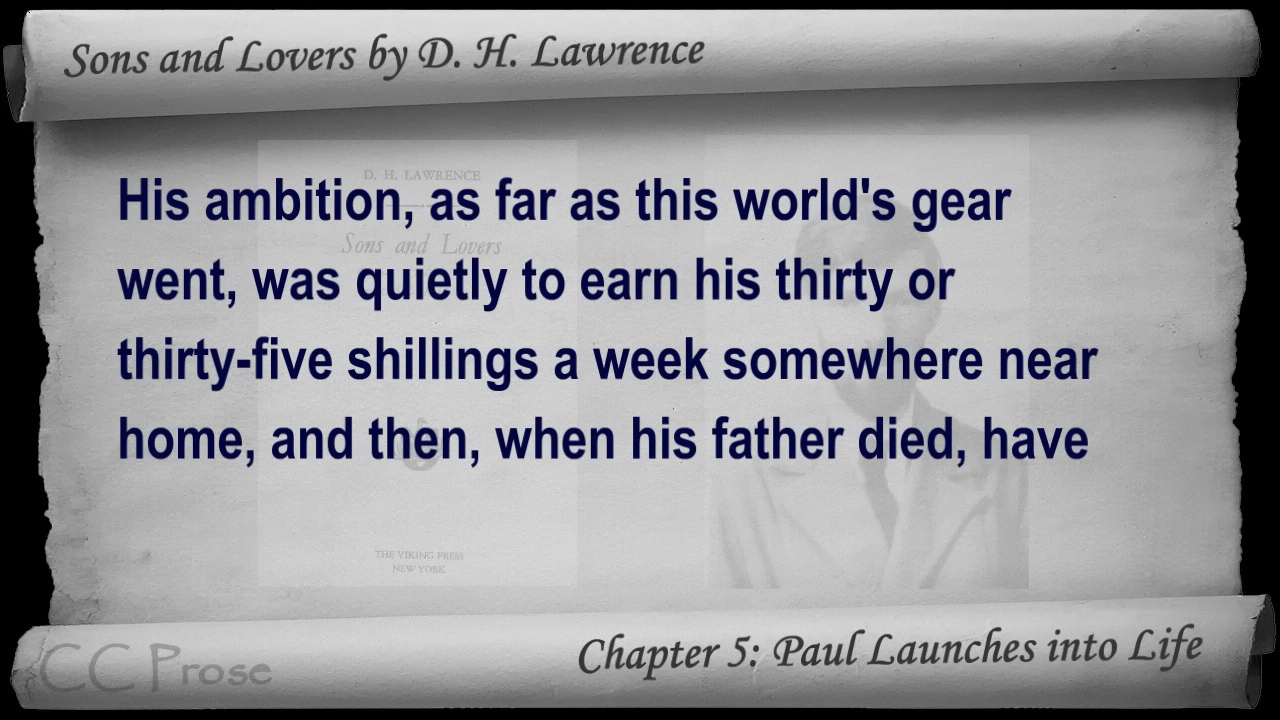 Sons and Lovers by D. H. Lawrence
D. H. LAWRENCE
Sons and Lovers
His ambition, as far as this world's gear
went, was quietly to earn his thirty or
thirty-five shillings a week somewhere near
home, and then, when his father died, have
THE VIKING PRESS
NEW YORK
Chapter 5: Paul Launches into Life
CC Prose